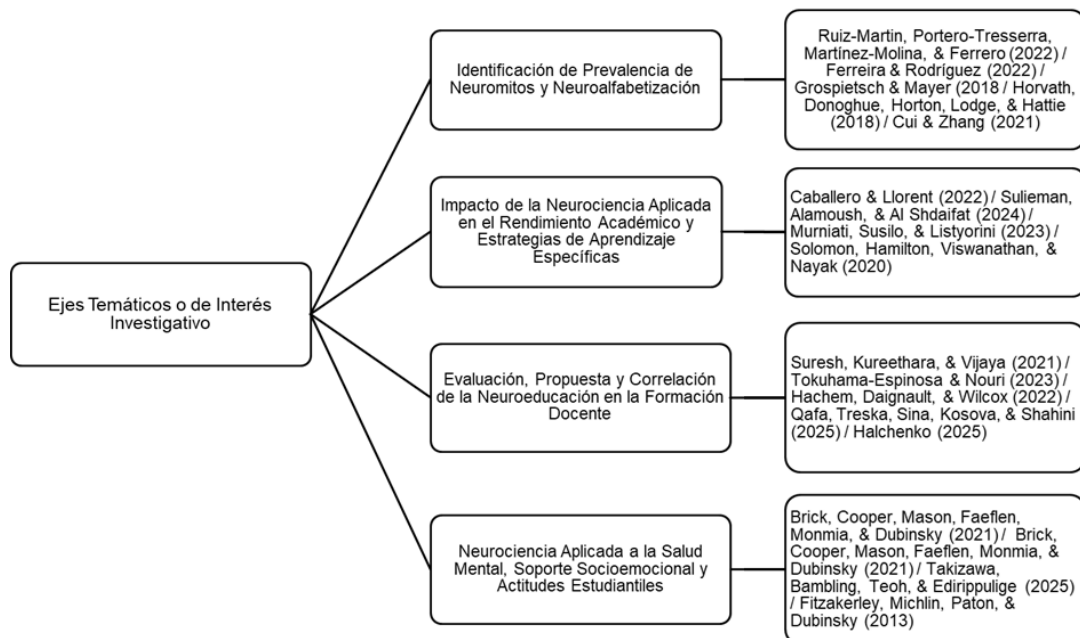 Ejes Temáticos o de Interés
Investigativo
Identificación de Prevalencia de
Neuromitos y Neuroalfabetización
Ruiz-Martin, Portero-Tresserra,
Martínez-Molina, & Ferrero (2022) /
Ferreira & Rodríguez (2022) /
Grospietsch & Mayer (2018 / Horvath,
Donoghue, Horton, Lodge, & Hattie
(2018) / Cui & Zhang (2021)
Impacto de la Neurociencia Aplicada
en el Rendimiento Académico y
Estrategias de Aprendizaje
Específicas
Caballero & Llorent (2022) / Sulieman,
Alamoush, & Al Shdaifat (2024) /
Murniati, Susilo, & Listyorini (2023) /
Solomon, Hamilton, Viswanathan, &
Nayak (2020)
Evaluación, Propuesta y Correlación
de la Neuroeducación en la Formación
Docente
Suresh, Kureethara, & Vijaya (2021) /
Tokuhama-Espinosa & Nouri (2023) /
Hachem, Daignault, & Wilcox (2022) /
Qafa, Treska, Sina, Kosova, & Shahini
(2025) / Halchenko (2025)
Neurociencia Aplicada a la Salud
Mental, Soporte Socioemocional y
Actitudes Estudiantiles
Brick, Cooper, Mason, Faeflen,
Monmia, & Dubinsky (2021) / Brick,
Cooper, Mason, Faeflen, Monmia, &
Dubinsky (2021) / Takizawa,
Bambling, Teoh, & Edirippulige (2025)
/ Fitzakerley, Michlin, Paton, &
Dubinsky (2013)